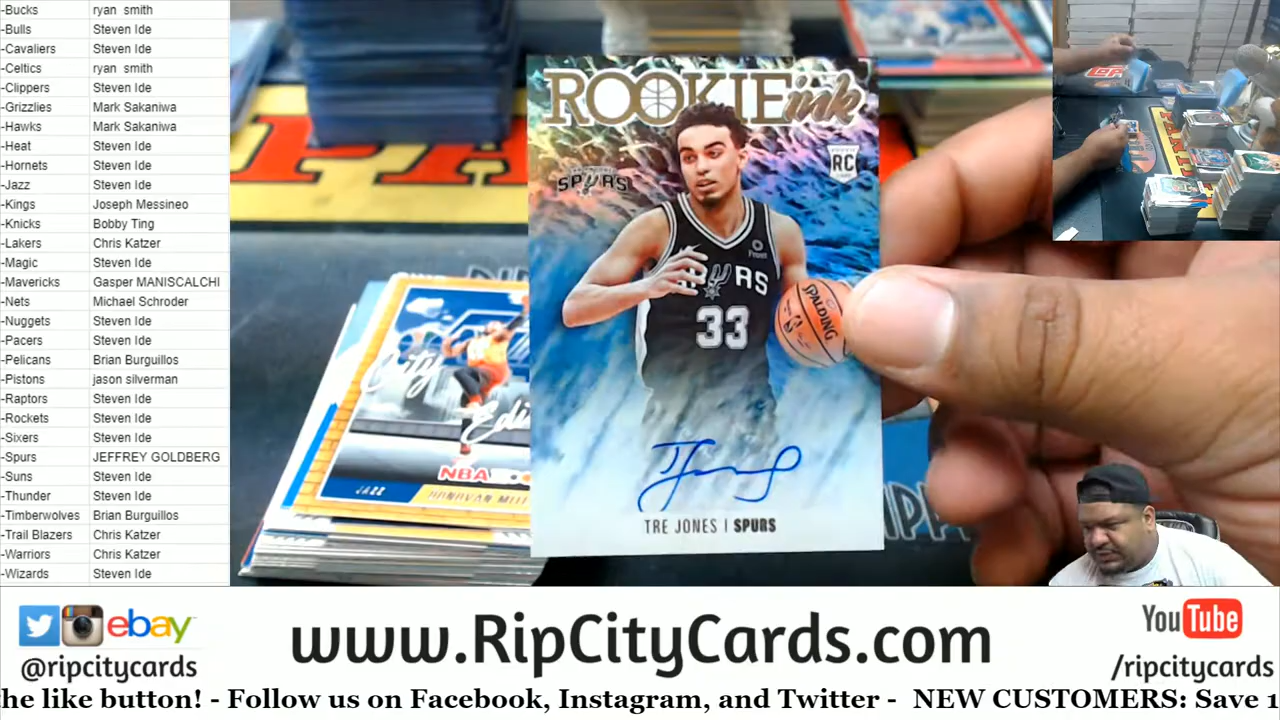 -Bucks ryan smith
-Bulls Steven Ide
-Cavaliers Steven Ide
-Celtics ryan smith
-Clippers Steven Ide
-Grizzlies Mark Sakaniwa
-Hawks Mark Sakaniwa
-Heat Steven Ide
-Hornets Steven Ide
-Jazz Steven Ide
-Kings Joseph Messineo
-Knicks Bobby Ting
-Lakers Chris Katzer
-Magic Steven Ide
-Mavericks Gasper MANISCALCHI
-Nets Michael Schroder
-Nuggets Steven Ide
-Pacers Steven Ide
-Pelicans Brian Burguillos
-Pistons jason silverman
-Raptors Steven Ide
-Rockets Steven Ide
-Sixers Steven Ide
-Spurs JEFFREY GOLDBERG
-Suns Steven Ide
-Thunder Steven Ide
-Timberwolves Brian Burguillos
-Trail Blazers Chris Katzer
-Warriors Chris Katzer
-Wizards Steven Ide
ROOKIE ink
RC
SPURS
SPURS
33
SPALDING
TRE JONES | SPURS
City
NBA
JAZZ DONOVAN
ebay
@ripcitycards
www.RipCityCards.com
YouTube
/ripcitycards
the like button! - Follow us on Facebook, Instagram, and Twitter - NEW CUSTOMERS: Save 1